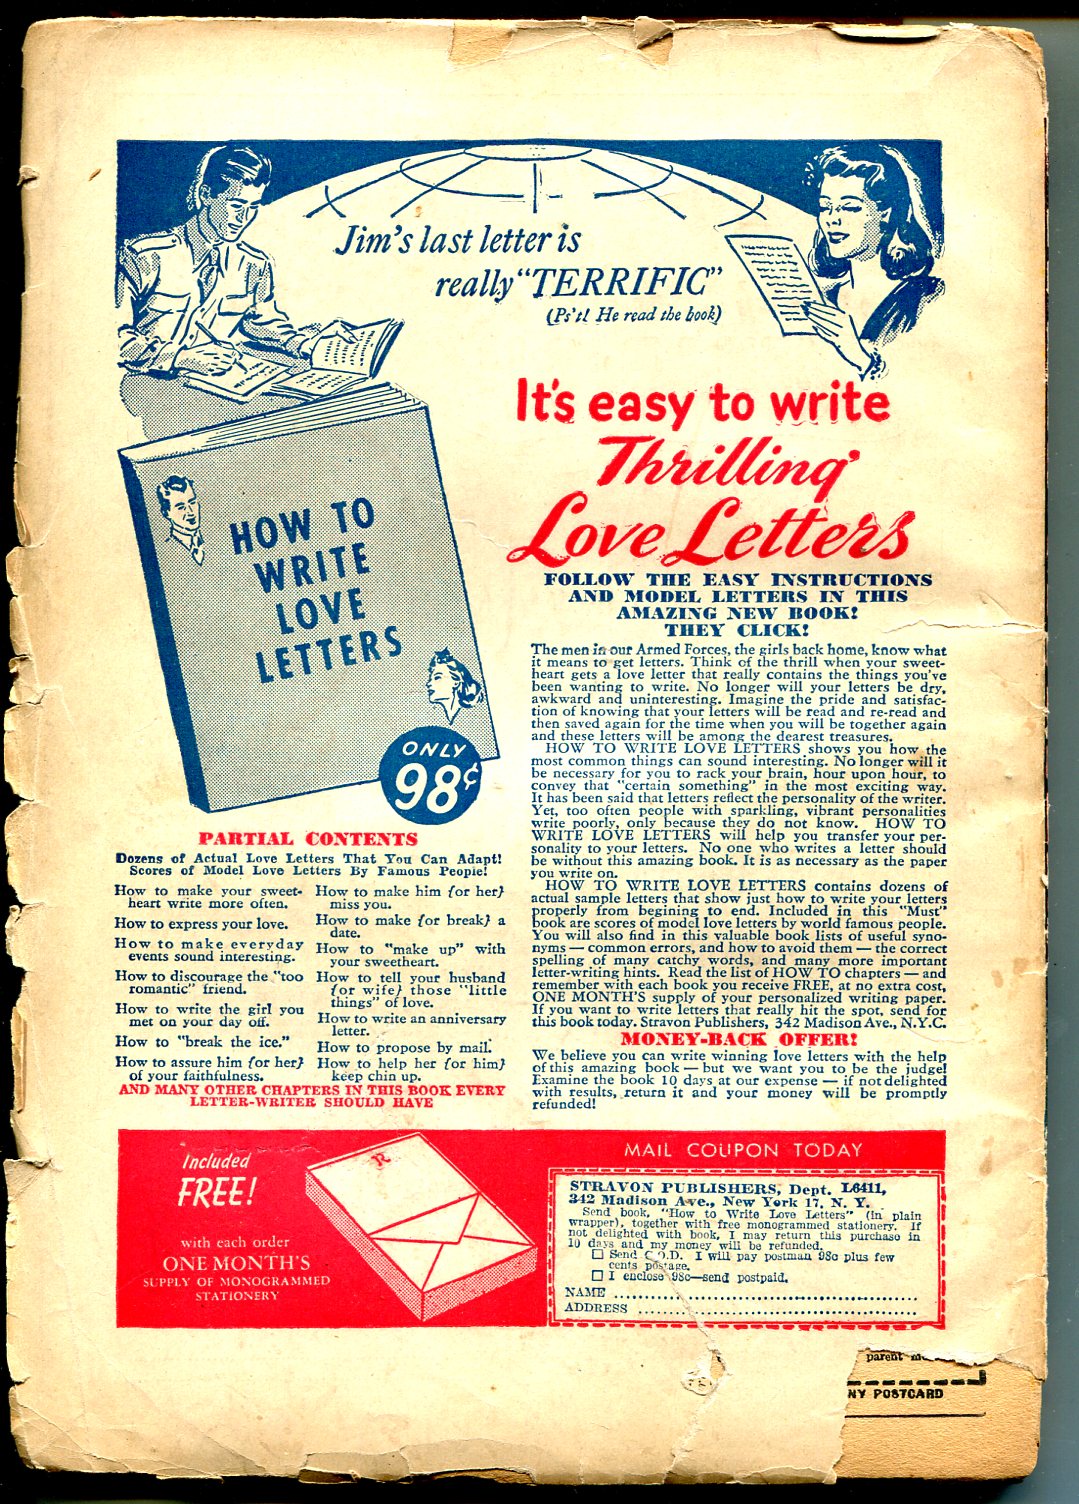 Jim's last letter is
really "TERRIFIC"
(Ps't! He read the book)
It's easy to write
Thrilling
Love Letters
HOW TO
WRITE
LOVE
LETTERS
ONLY
98¢
FOLLOW THE EASY INSTRUCTIONS
AND MODEL LETTERS IN THIS
AMAZING NEW BOOK!
THEY CLICK!
The men in our Armed Forces, the girls back home, know what
it means to get letters. Think of the thrill when your sweet-
heart gets a love letter that really contains the things you've
been wanting to write. No longer will your letters be dry,
awkward and uninteresting. Imagine the pride and satisfac-
tion of knowing that your letters will be read and re-read and
then saved again for the time when you will be together again
and these letters will be among the dearest treasures.
HOW TO WRITE LOVE LETTERS shows you how the
most common things can sound interesting. No longer will it
be necessary for you to rack your brain, hour upon hour, to
convey that "certain something" in the most exciting way.
It has been said that letters reflect the personality of the writer.
Yet, too often people with sparkling, vibrant personalities
write poorly, only because they do not know. HOW TO
WRITE LOVE LETTERS will help you transfer your per-
sonality to your letters. No one who writes a letter should
be without this amazing book. It is as necessary as the paper
you write on.
HOW TO WRITE LOVE LETTERS contains dozens of
actual sample letters that show just how to write your letters
properly from begining to end. Included in this "Must"
book are scores of model love letters by world famous people.
You will also find in this valuable book lists of useful syno-
nyms — common errors, and how to avoid them — the correct
spelling of many catchy words, and many more important
letter-writing hints. Read the list of HOW TO chapters — and
remember with each book you receive FREE, at no extra cost,
ONE MONTH'S supply of your personalized writing paper.
If you want to write letters that really hit the spot, send for
this book today. Stravon Publishers, 342 Madison Ave., N.Y.C.
MONEY-BACK OFFER!
We believe you can write winning love letters with the help
of this amazing book — but we want you to be the judge!
Examine the book 10 days at our expense — if not delighted
with results, return it and your money will be promptly
refunded!
PARTIAL CONTENTS
Dozens of Actual Love Letters That You Can Adapt!
Scores of Model Love Letters By Famous People!
How to make your sweet-
heart write more often.
How to express your love.
How to make everyday
events sound interesting.
How to discourage the "too
romantic" friend.
How to write the girl you
met on your day off.
How to "break the ice."
How to assure him {or her}
of your faithfulness.
How to make him {or her}
miss you.
How to make {or break} a
date.
How to "make up" with
your sweetheart.
How to tell your husband
{or wife} those "little
things" of love.
How to write an anniversary
letter.
How to propose by mail.
How to help her {or him}
keep chin up.
AND MANY OTHER CHAPTERS IN THIS BOOK EVERY
LETTER-WRITER SHOULD HAVE
Included
FREE!
with each order
ONE MONTH'S
SUPPLY OF MONOGRAMMED
STATIONERY
R
MAIL COUPON TODAY
STRAVON PUBLISHERS, Dept. L6411,
342 Madison Ave., New York 17, N. Y.
Send book, "How to Write Love Letters" (in plain
wrapper), together with free monogrammed stationery. If
not delighted with book, I may return this purchase in
10 days and my money will be refunded.
☐ Send C.O.D. I will pay postman 98c plus few
cents postage.
☐ I enclose 98c—send postpaid.
NAME
ADDRESS
parent
NY POSTCARD